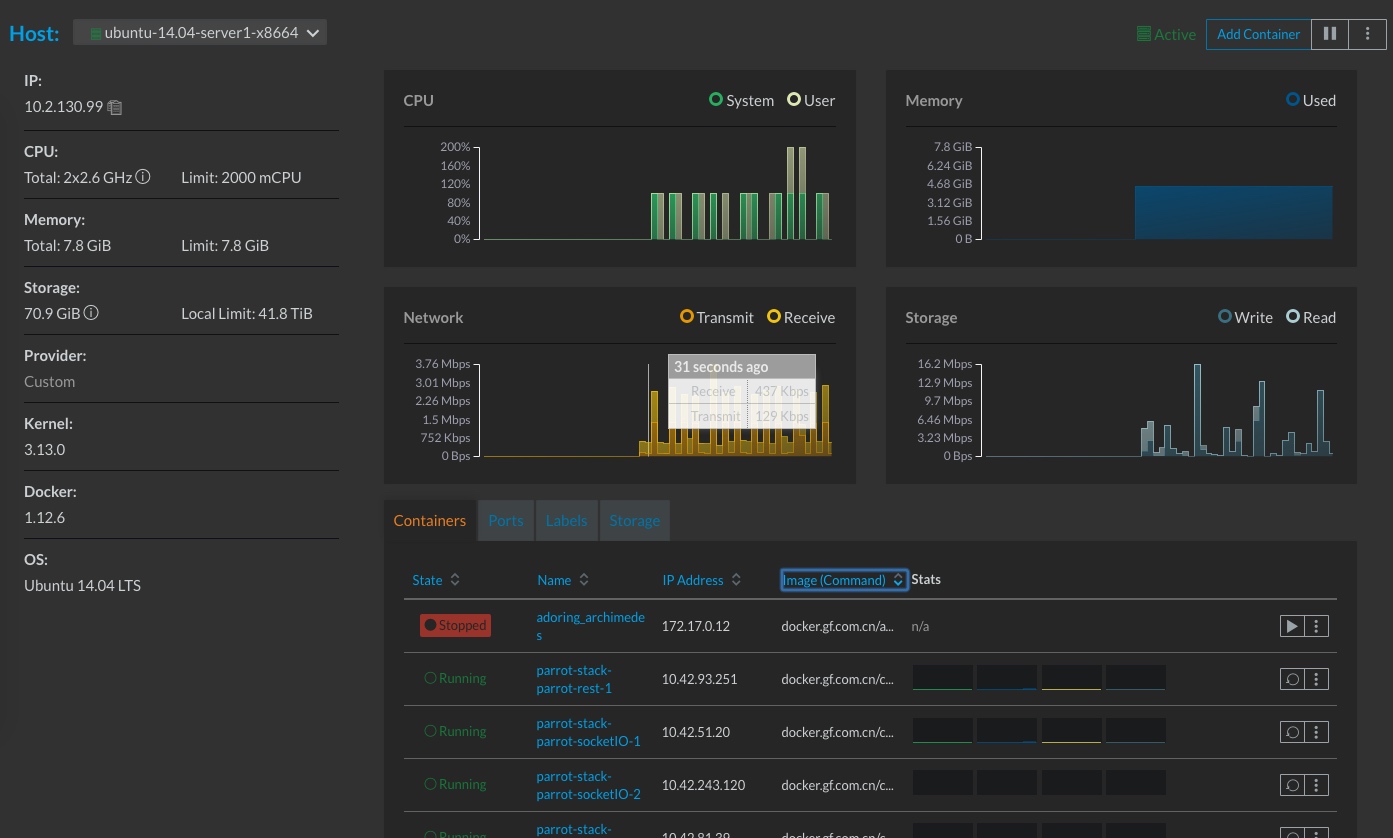 Host: ubuntu-14.04-server1-x8664
Active Add Container
IP:
10.2.130.99
CPU:
Total: 2x2.6 GHz Limit: 2000 mCPU
Memory:
Total: 7.8 GiB Limit: 7.8 GiB
Storage:
70.9 GiB Local Limit: 41.8 TiB
Provider:
Custom
Kernel:
3.13.0
Docker:
1.12.6
OS:
Ubuntu 14.04 LTS
CPU System User
200%
160%
120%
80%
40%
0%
Memory Used
7.8 GiB
6.24 GiB
4.68 GiB
3.12 GiB
1.56 GiB
0 B
Network Transmit Receive
3.76 Mbps
3.01 Mbps
2.26 Mbps
1.5 Mbps
752 Kbps
0 Bps
31 seconds ago
Receive 437 Kbps
Transmit 129 Kbps
Storage Write Read
16.2 Mbps
12.9 Mbps
9.7 Mbps
6.46 Mbps
3.23 Mbps
0 Bps
Containers Ports Labels Storage
State Name IP Address Image (Command) Stats
Stopped adoring_archimede
s 172.17.0.12 docker.gf.com.cn/a... n/a
Running parrot-stack-
parrot-rest-1 10.42.93.251 docker.gf.com.cn/c...
Running parrot-stack-
parrot-socketIO-1 10.42.51.20 docker.gf.com.cn/c...
Running parrot-stack-
parrot-socketIO-2 10.42.243.120 docker.gf.com.cn/c...
Running parrot-stack-
10.42.81.39 docker.gf.com.cn/c...